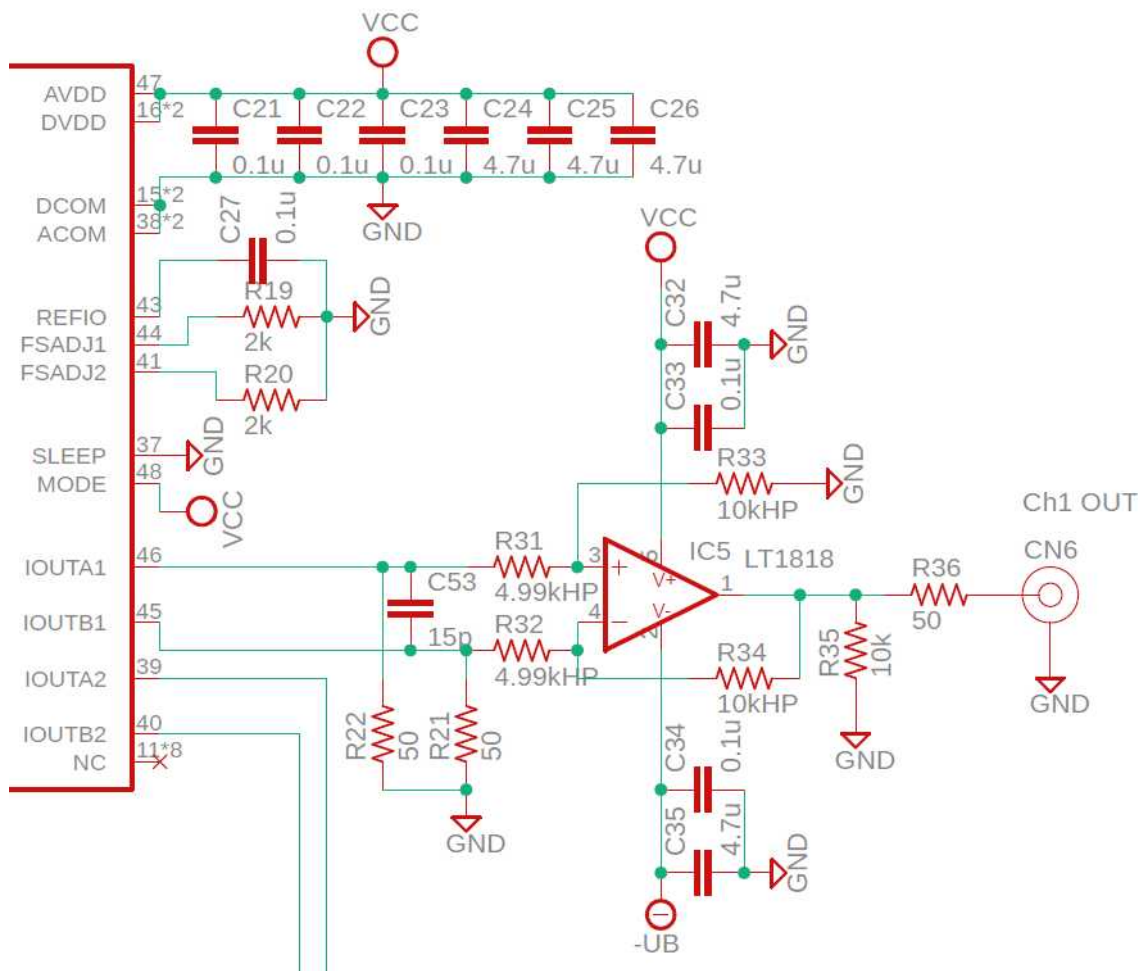 VCC
AVDD 47
DVDD 16*2
C21 C22 C23 C24 C25 C26
0.1u 0.1u 0.1u 4.7u 4.7u 4.7u
DCOM 15*2
ACOM 38*2
GND
C27 0.1u
REFIO 43
FSADJ1 44
FSADJ2 41
R19
2k
R20
2k
GND
SLEEP 37
MODE 48
GND
VCC
IOUTA1 46
IOUTB1 45
IOUTA2 39
IOUTB2 40
NC 11*8
C53
15p
R22 50
R21 50
GND
R31
4.99kHP
R32
4.99kHP
VCC
C32 4.7u
GND
C33 0.1u
R33
10kHP
GND
IC5 LT1818
3 + V+ 5
4 − V- 2
1
R34
10kHP
R35 10k
GND
R36
50
Ch1 OUT
CN6
GND
C34 0.1u
C35 4.7u
GND
-UB